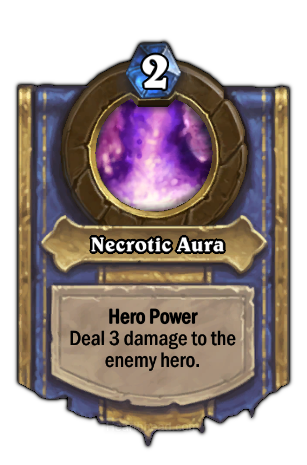 2
Necrotic Aura
Hero Power
Deal 3 damage to the
enemy hero.